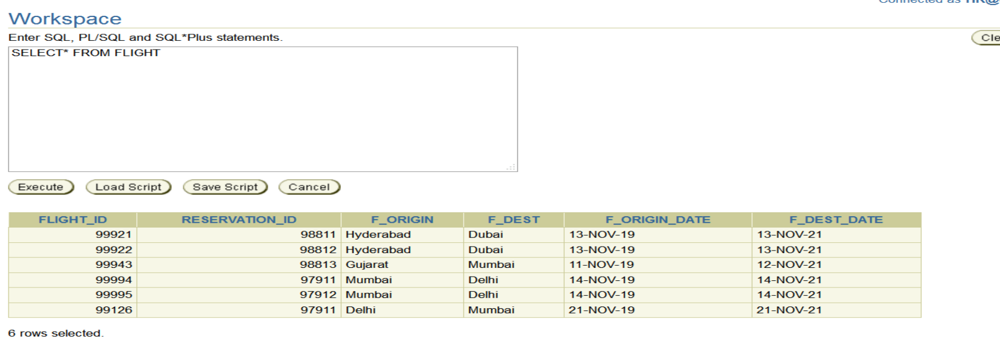 Connected as HR@
Workspace
Enter SQL, PL/SQL and SQL*Plus statements.
Cle
SELECT* FROM FLIGHT
Execute Load Script Save Script Cancel
FLIGHT_ID RESERVATION_ID F_ORIGIN F_DEST F_ORIGIN_DATE F_DEST_DATE
99921 98811 Hyderabad Dubai 13-NOV-19 13-NOV-21
99922 98812 Hyderabad Dubai 13-NOV-19 13-NOV-21
99943 98813 Gujarat Mumbai 11-NOV-19 12-NOV-21
99994 97911 Mumbai Delhi 14-NOV-19 14-NOV-21
99995 97912 Mumbai Delhi 14-NOV-19 14-NOV-21
99126 97911 Delhi Mumbai 21-NOV-19 21-NOV-21
6 rows selected.